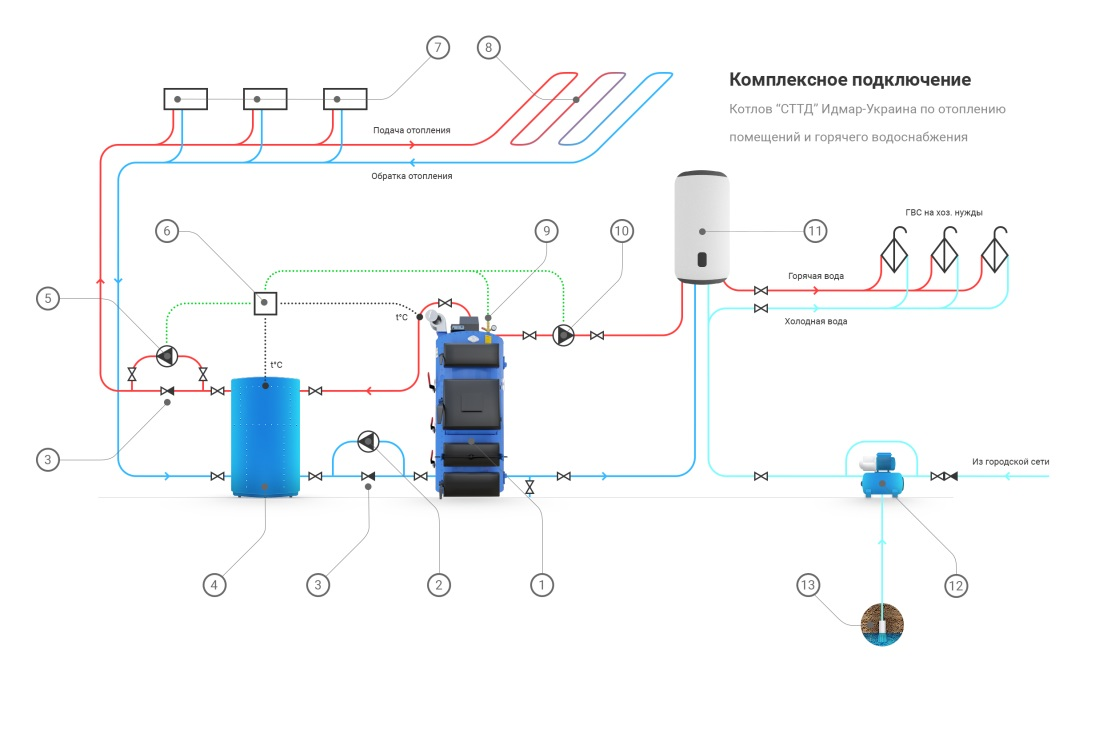 7
8
Комплексное подключение
Котлов “СТТД” Идмар-Украина по отоплению
помещений и горячего водоснабжения
Подача отопления
Обратка отопления
ГВС на хоз. нужды
6
9
10
11
Горячая вода
5
t°C
Холодная вода
t°C
3
Из городской сети
4
3
2
1
13
12